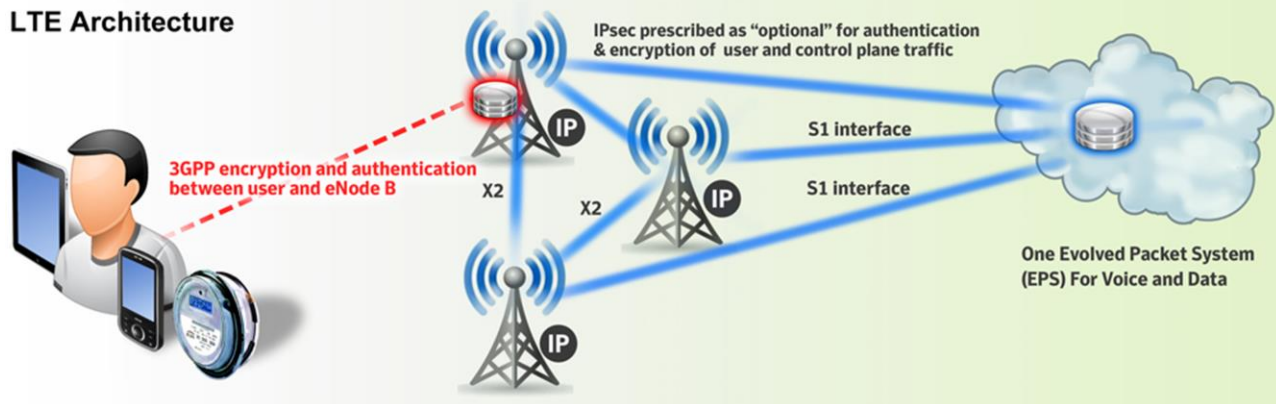 LTE Architecture
IPsec prescribed as “optional” for authentication
& encryption of user and control plane traffic
IP
S1 interface
3GPP encryption and authentication
between user and eNode B
X2
X2
IP
S1 interface
One Evolved Packet System
(EPS) For Voice and Data
IP